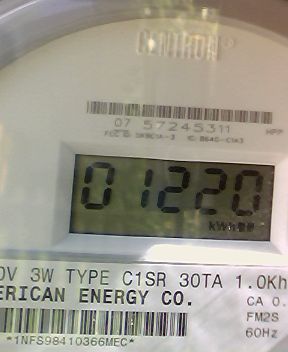 CENTRON®
07 57245311
HPP
01220
kWh
0V 3W TYPE C1SR 30TA 1.0Kh
ERICAN ENERGY CO.
CA 0.
FM2S
60Hz
*1NFS98410366MEC*